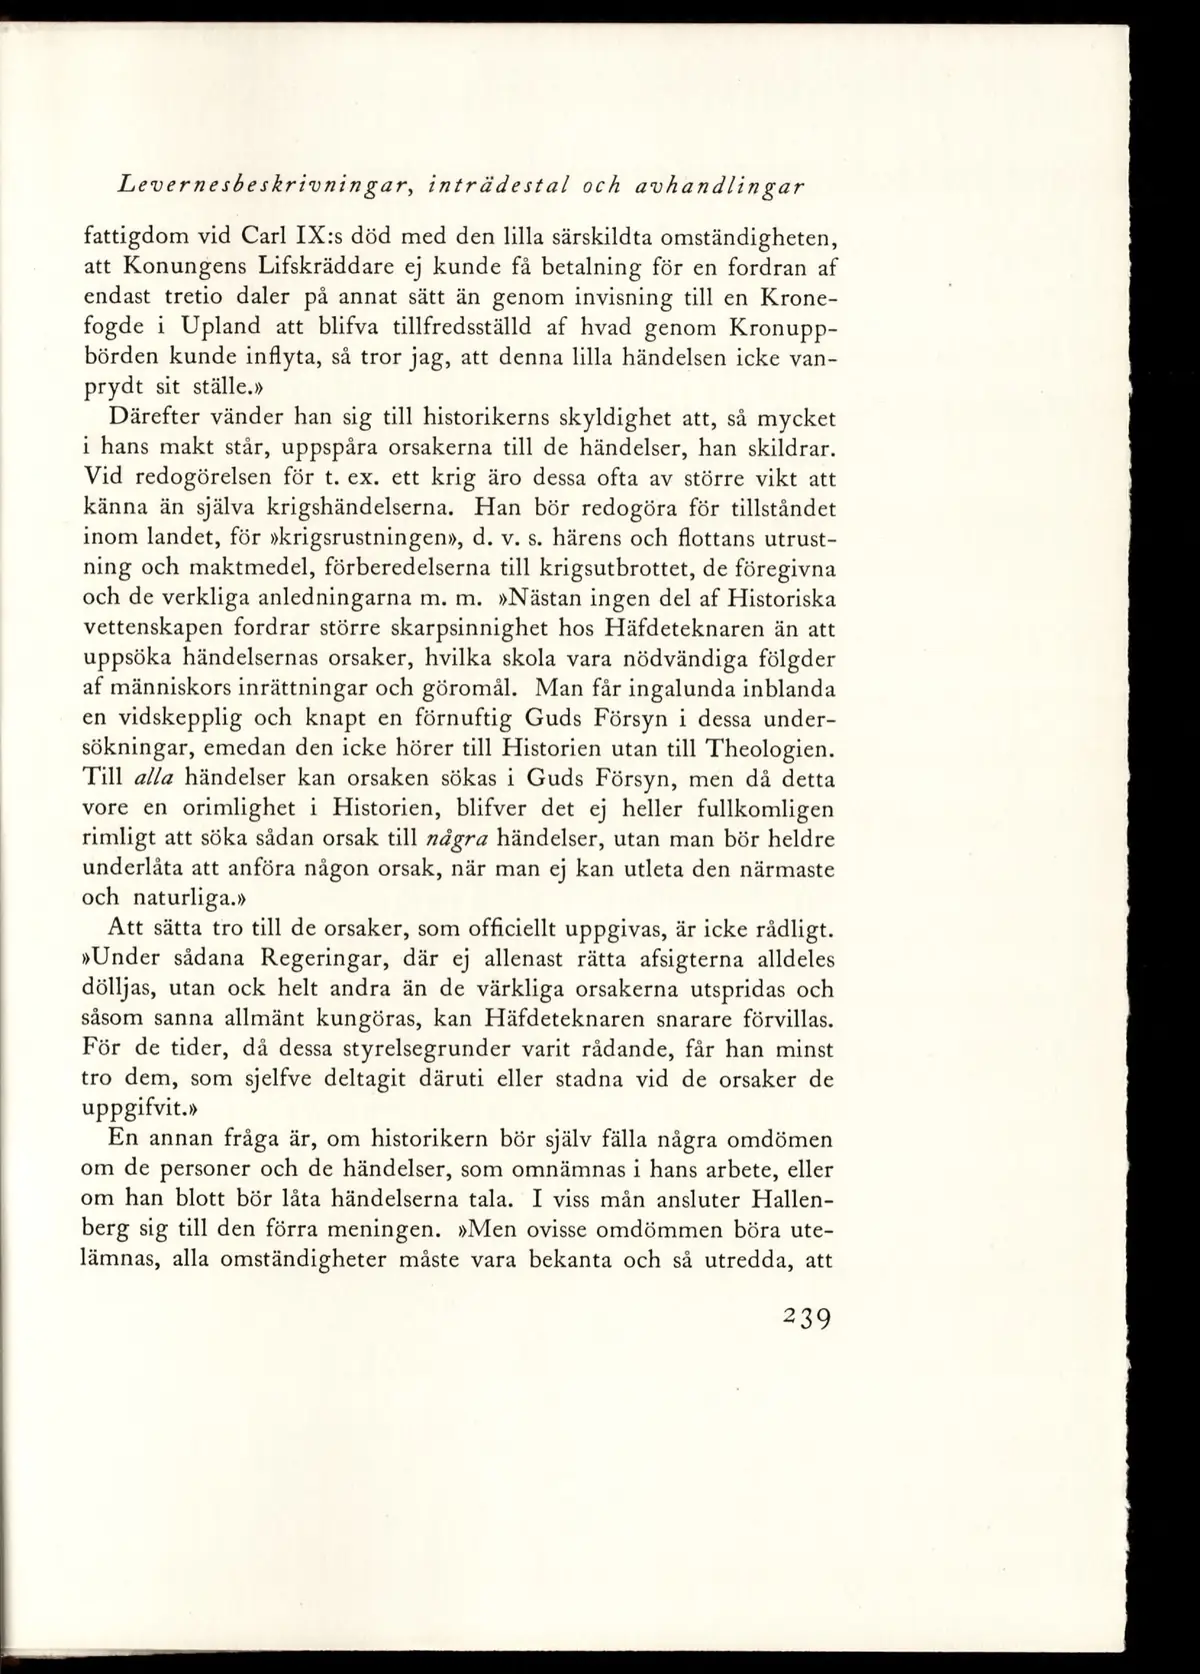 Levernesbeskrivningar, inträdestal och avhandlingar
fattigdom vid Carl IX:s död med den lilla särskildta omständigheten,
att Konungens Lifskräddare ej kunde få betalning för en fordran af
endast tretio daler på annat sätt än genom invisning till en Krone-
fogde i Upland att blifva tillfredsställd af hvad genom Kronupp-
börden kunde inflyta, så tror jag, att denna lilla händelsen icke van-
prydt sit ställe.»
Därefter vänder han sig till historikerns skyldighet att, så mycket
i hans makt står, uppspåra orsakerna till de händelser, han skildrar.
Vid redogörelsen för t. ex. ett krig äro dessa ofta av större vikt att
känna än själva krigshändelserna. Han bör redogöra för tillståndet
inom landet, för »krigsrustningen», d. v. s. härens och flottans utrust-
ning och maktmedel, förberedelserna till krigsutbrottet, de föregivna
och de verkliga anledningarna m. m. »Nästan ingen del af Historiska
vettenskapen fordrar större skarpsinnighet hos Häfdeteknaren än att
uppsöka händelsernas orsaker, hvilka skola vara nödvändiga fölgder
af människors inrättningar och göromål. Man får ingalunda inblanda
en vidskepplig och knapt en förnuftig Guds Försyn i dessa under-
sökningar, emedan den icke hörer till Historien utan till Theologien.
Till alla händelser kan orsaken sökas i Guds Försyn, men då detta
vore en orimlighet i Historien, blifver det ej heller fullkomligen
rimligt att söka sådan orsak till några händelser, utan man bör heldre
underlåta att anföra någon orsak, när man ej kan utleta den närmaste
och naturliga.»
Att sätta tro till de orsaker, som officiellt uppgivas, är icke rådligt.
»Under sådana Regeringar, där ej allenast rätta afsigterna alldeles
dölljas, utan ock helt andra än de värkliga orsakerna utspridas och
såsom sanna allmänt kungöras, kan Häfdeteknaren snarare förvillas.
För de tider, då dessa styrelsegrunder varit rådande, får han minst
tro dem, som sjelfve deltagit däruti eller stadna vid de orsaker de
uppgifvit.»
En annan fråga är, om historikern bör själv fälla några omdömen
om de personer och de händelser, som omnämnas i hans arbete, eller
om han blott bör låta händelserna tala. I viss mån ansluter Hallen-
berg sig till den förra meningen. »Men ovisse omdömmen böra ute-
lämnas, alla omständigheter måste vara bekanta och så utredda, att
239